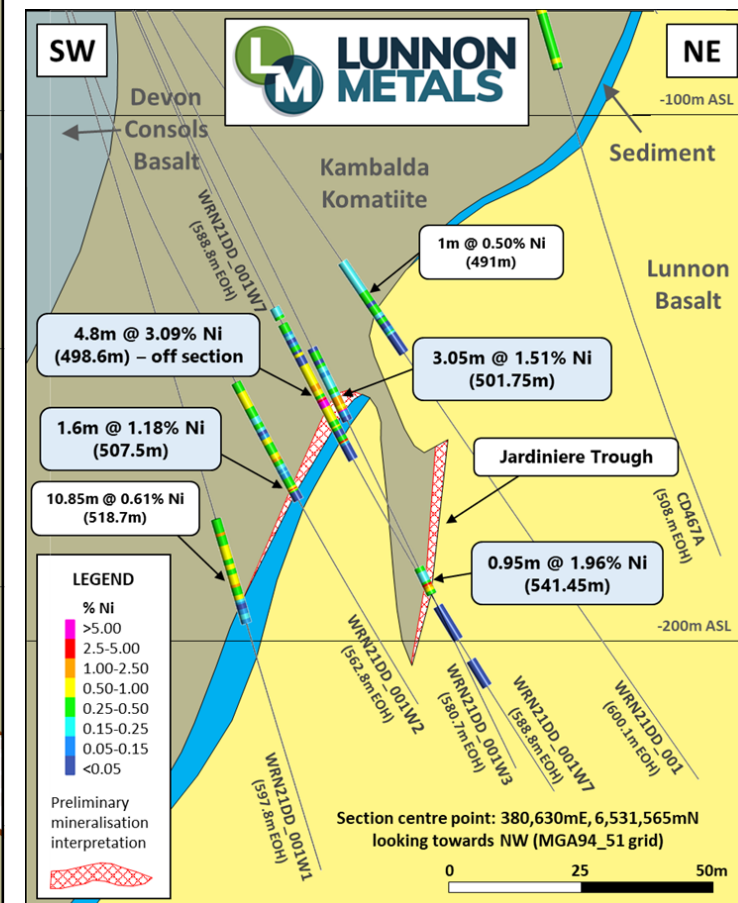 SW
LM
LUNNON
METALS
NE
-100m ASL
Devon
Consols
Basalt
Kambalda
Komatiite
Sediment
WRN21DD_001W7
(588.8m EOH)
1m @ 0.50% Ni
(491m)
Lunnon
Basalt
4.8m @ 3.09% Ni
(498.6m) – off section
3.05m @ 1.51% Ni
(501.75m)
1.6m @ 1.18% Ni
(507.5m)
Jardiniere Trough
10.85m @ 0.61% Ni
(518.7m)
CD467A
(508.m EOH)
0.95m @ 1.96% Ni
(541.45m)
LEGEND
% Ni
>5.00
2.5-5.00
1.00-2.50
0.50-1.00
0.25-0.50
0.15-0.25
0.05-0.15
<0.05
Preliminary
mineralisation
interpretation
-200m ASL
WRN21DD_001W2
(562.8m EOH)
WRN21DD_001W3
(580.7m EOH)
WRN21DD_001W7
(588.8m EOH)
WRN21DD_001
(600.1m EOH)
WRN21DD_001W1
(597.8m EOH)
Section centre point: 380,630mE, 6,531,565mN
looking towards NW (MGA94_51 grid)
0 25 50m